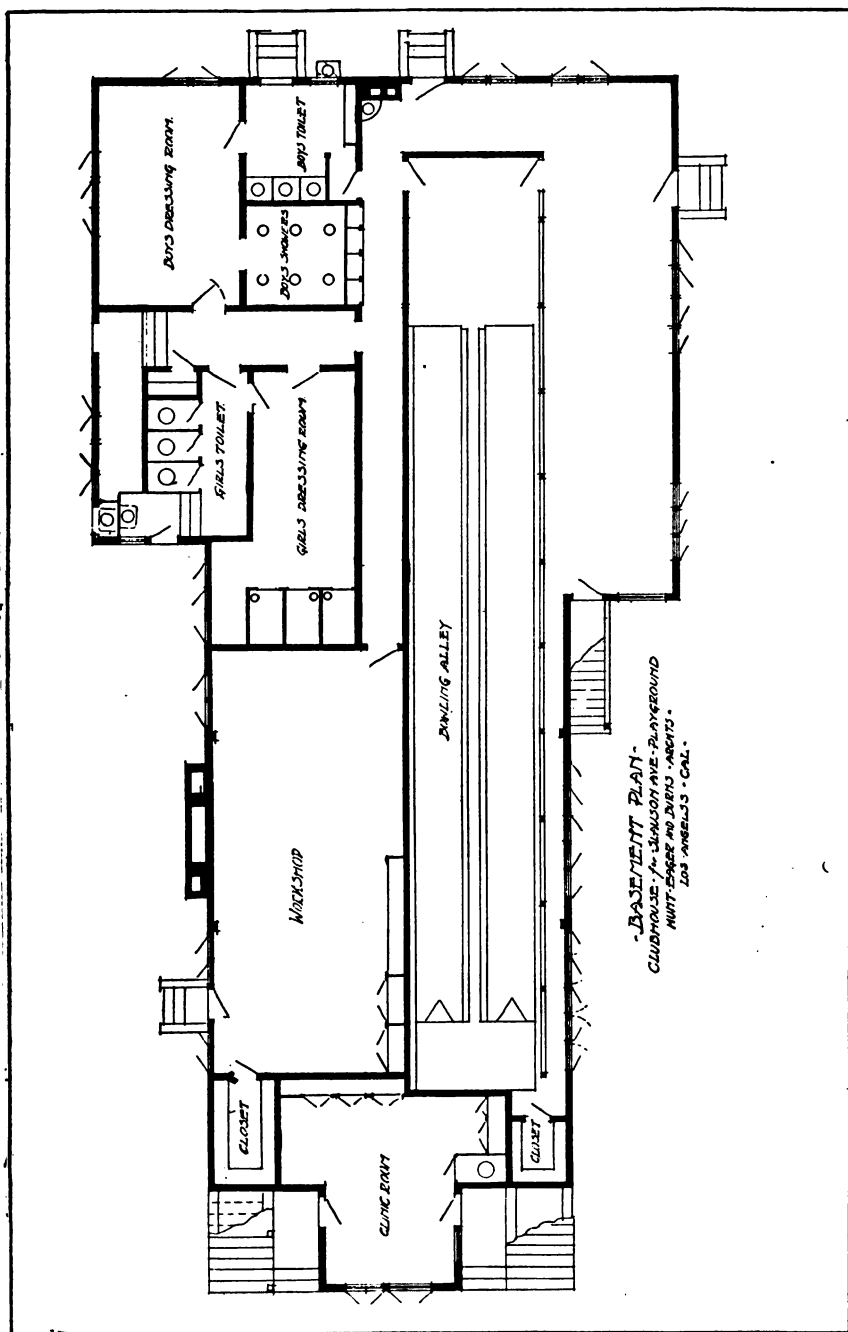 BOYS DRESSING ROOM.
BOYS TOILET
BOYS SHOWERS
GIRLS TOILET.
GIRLS DRESSING ROOM.
BOWLING ALLEY
WORKSHOP
CLOSET
CLINIC ROOM
CLOSET
- BASEMENT PLAN -
CLUBHOUSE · for · SLAUSON AVE · PLAYGROUND
HUNT · EAGER AND BURNS · ARCHTS ·
LOS ANGELES · CAL ·